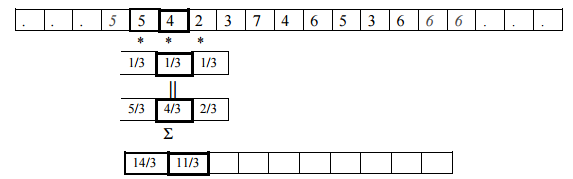 . . . 5 5 4 2 3 7 4 6 5 3 6 6 6 . . .
* * *
1/3 1/3 1/3
||
5/3 4/3 2/3
Σ
14/3 11/3